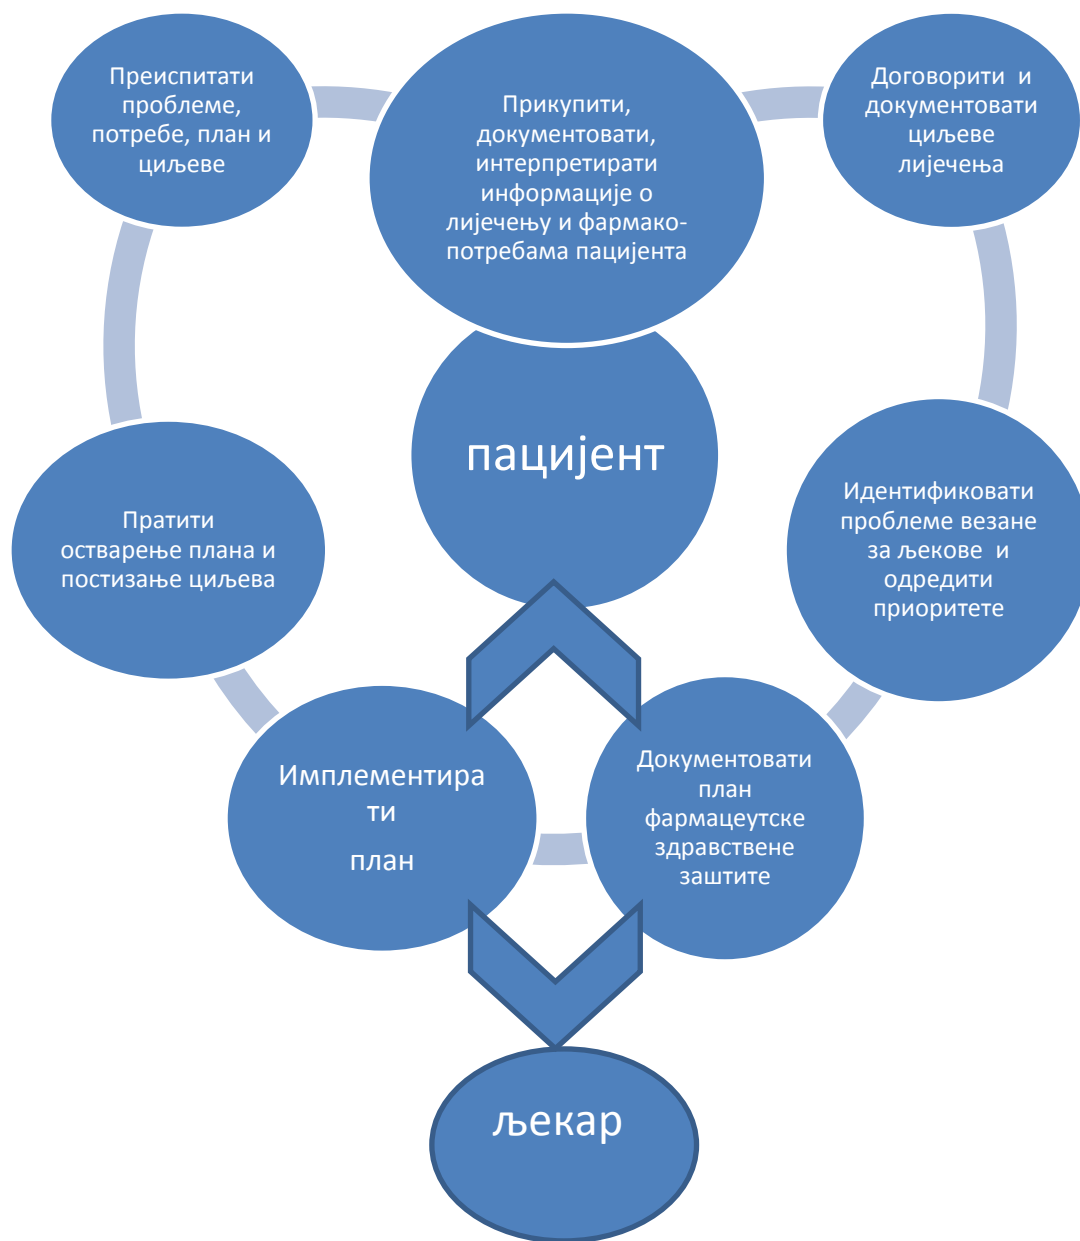 Преиспитати
проблеме,
потребе, план и
циљеве
Прикупити,
документовати,
интерпретирати
информације о
лијечењу и фармако-
потребама пацијента
Договорити и
документовати
циљеве
лијечења
пацијент
Идентификовати
проблеме везане
за љекове и
одредити
приоритете
Пратити
остварење плана и
постизање циљева
Имплементира
ти
план
Документовати
план
фармацеутске
здравствене
заштите
љекар